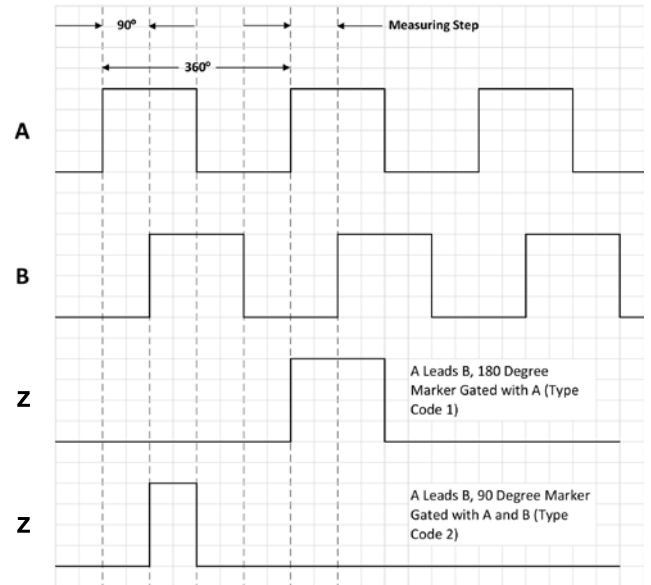 90° Measuring Step
360°
A
B
Z
A Leads B, 180 Degree
Marker Gated with A (Type
Code 1)
Z
A Leads B, 90 Degree Marker
Gated with A and B (Type
Code 2)